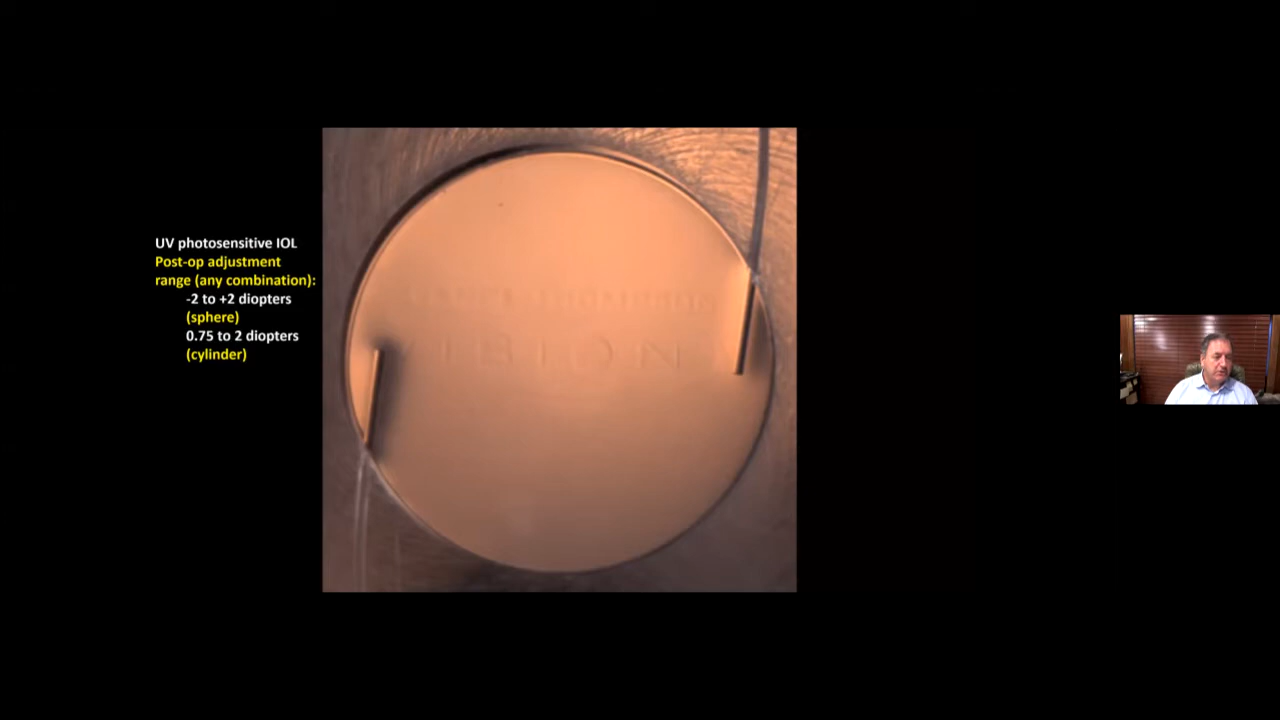 UV photosensitive IOL
Post-op adjustment
range (any combination):
-2 to +2 diopters
(sphere)
0.75 to 2 diopters
(cylinder)